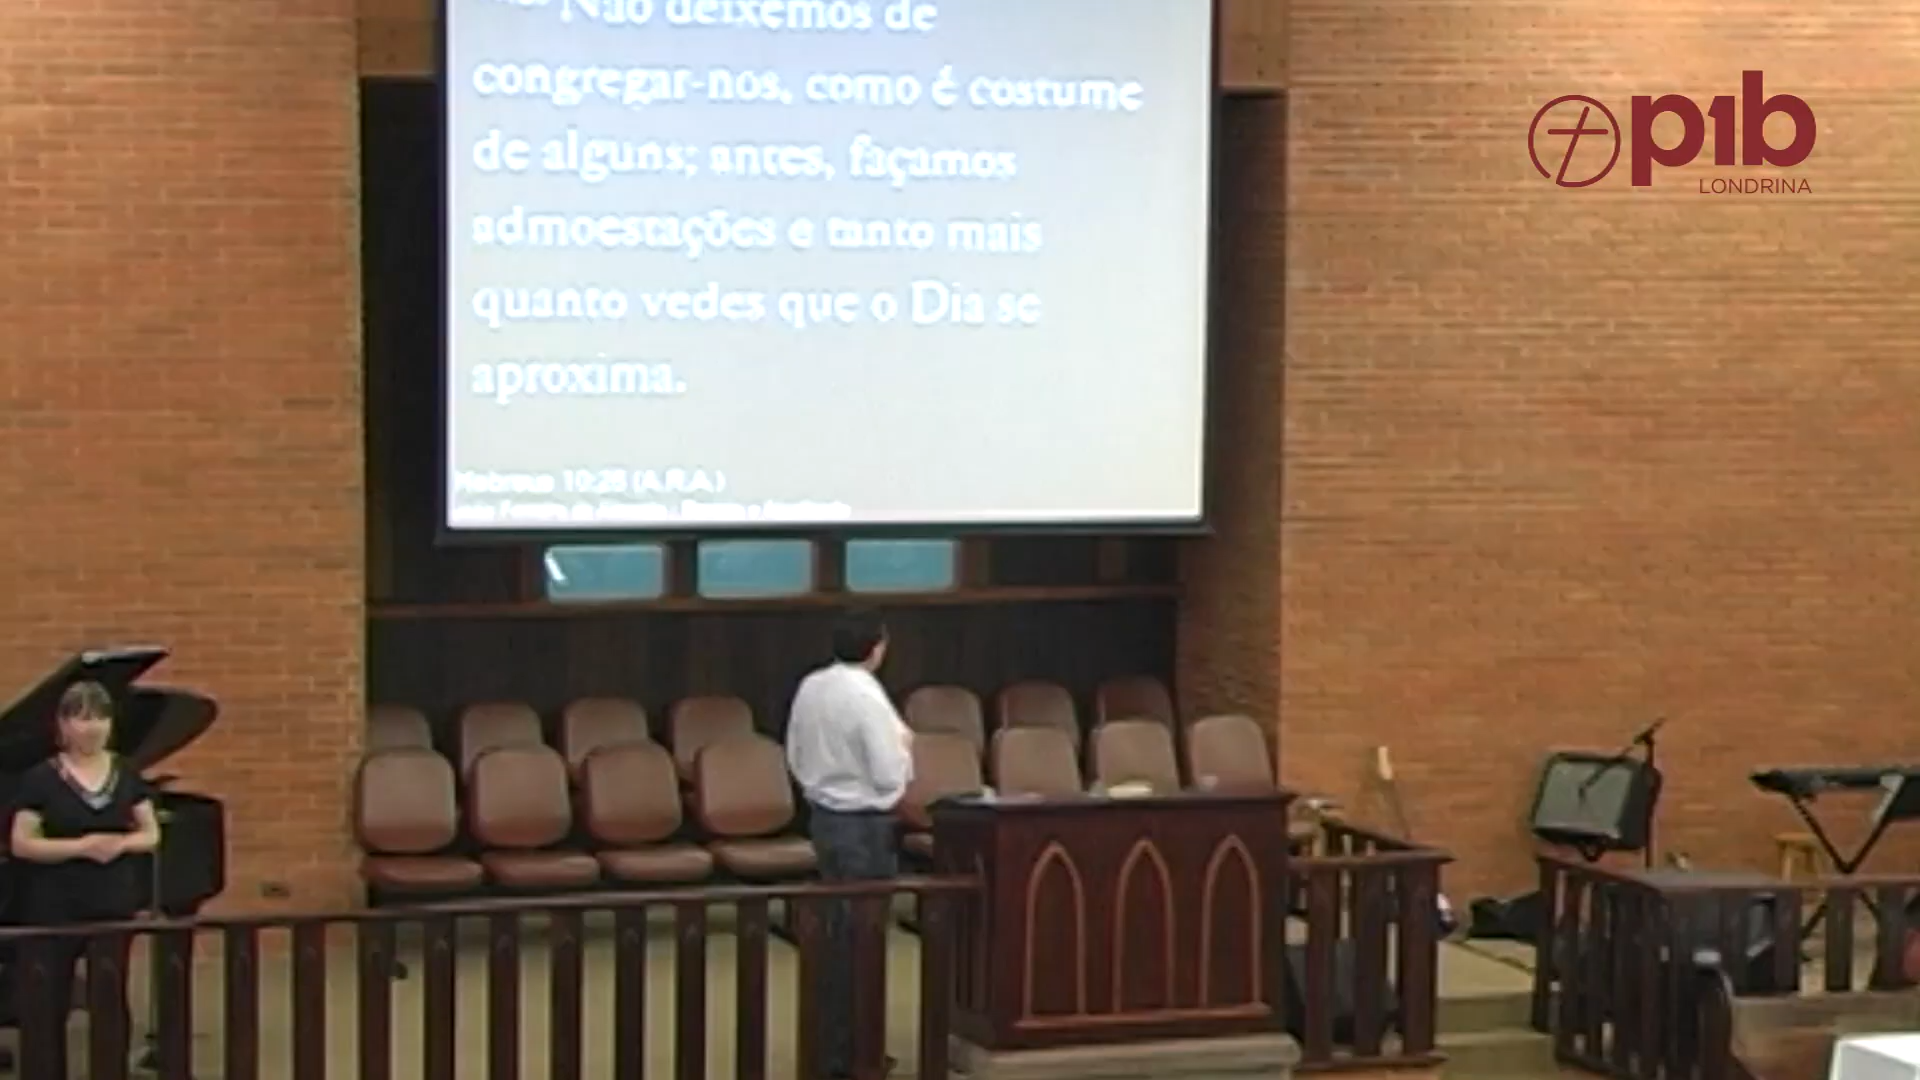 Não deixemos de
congregar-nos, como é costume
de alguns; antes, façamos
admoestações e tanto mais
quanto vedes que o Dia se
aproxima.
Hebreus 10:25 (A.R.A.)
pib
LONDRINA